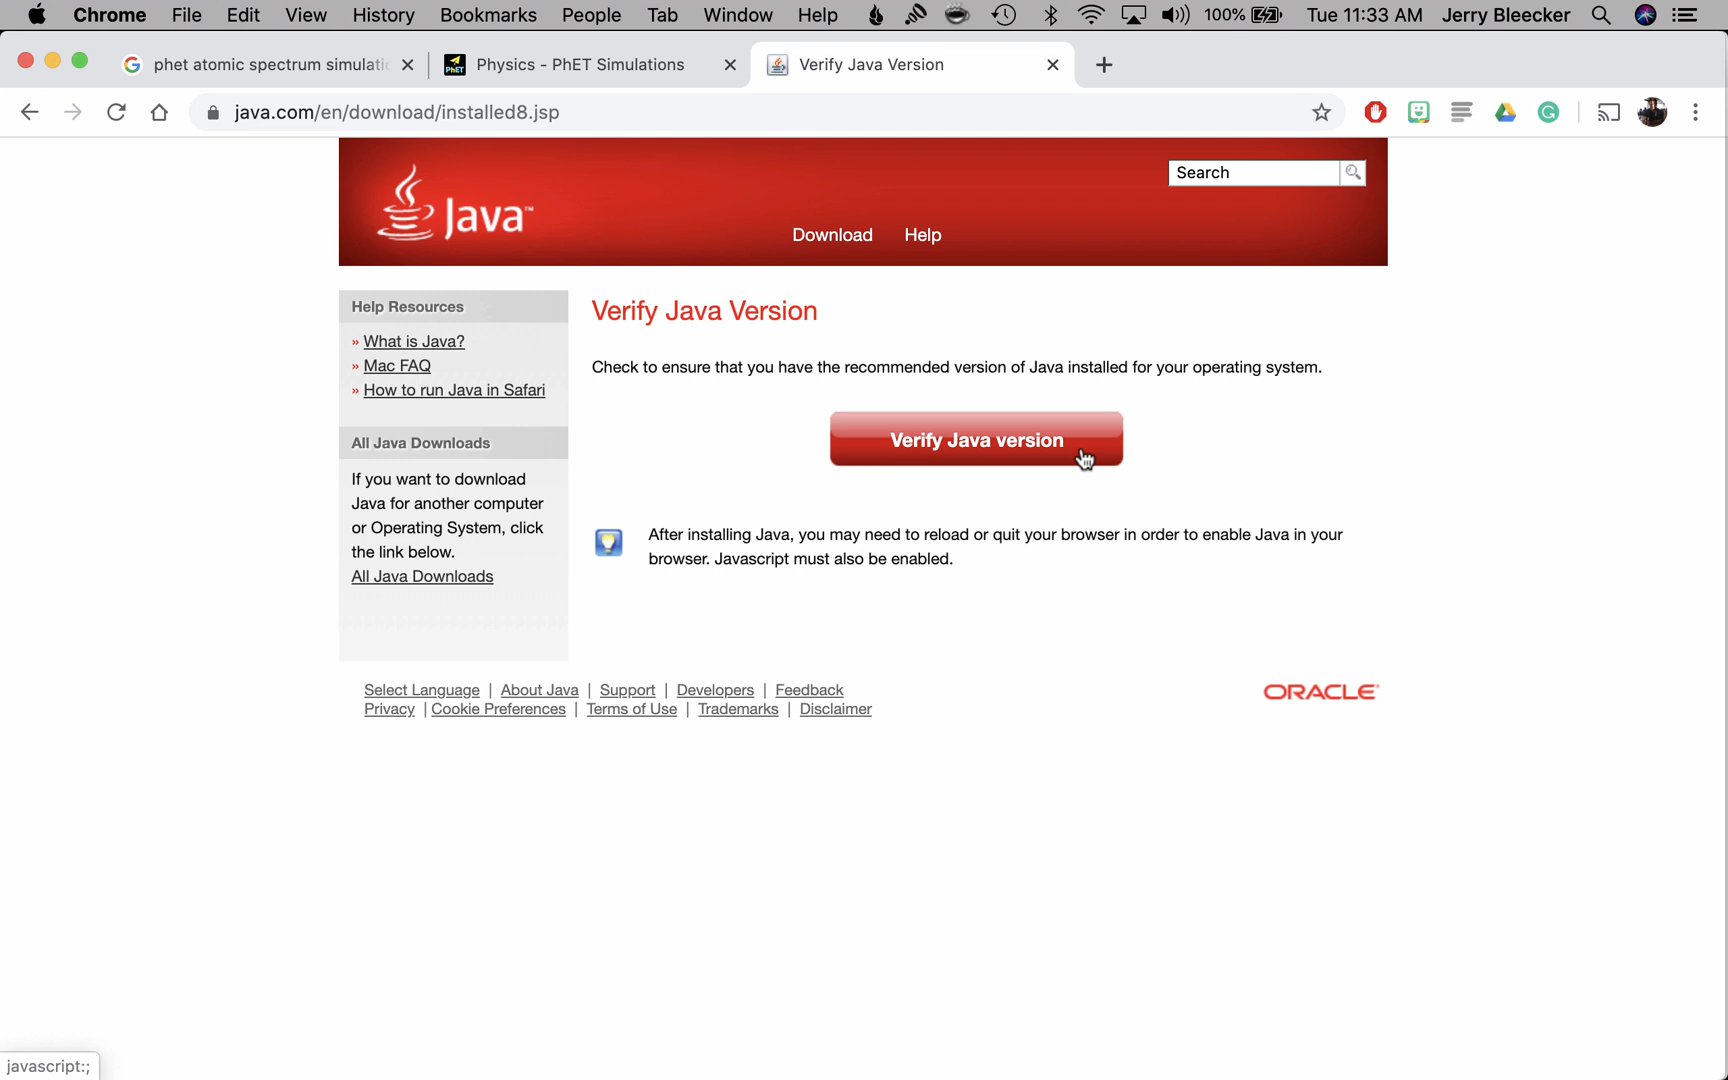 Chrome File Edit View History Bookmarks People Tab Window Help 100% Tue 11:33 AM Jerry Bleecker
phet atomic spectrum simulati
PhET Physics - PhET Simulations
Verify Java Version
java.com/en/download/installed8.jsp
Java™
Search
Download Help
Help Resources
» What is Java?
» Mac FAQ
» How to run Java in Safari
All Java Downloads
If you want to download
Java for another computer
or Operating System, click
the link below.
All Java Downloads
Verify Java Version
Check to ensure that you have the recommended version of Java installed for your operating system.
Verify Java version
After installing Java, you may need to reload or quit your browser in order to enable Java in your
browser. Javascript must also be enabled.
Select Language | About Java | Support | Developers | Feedback
Privacy | Cookie Preferences | Terms of Use | Trademarks | Disclaimer
ORACLE
javascript:;